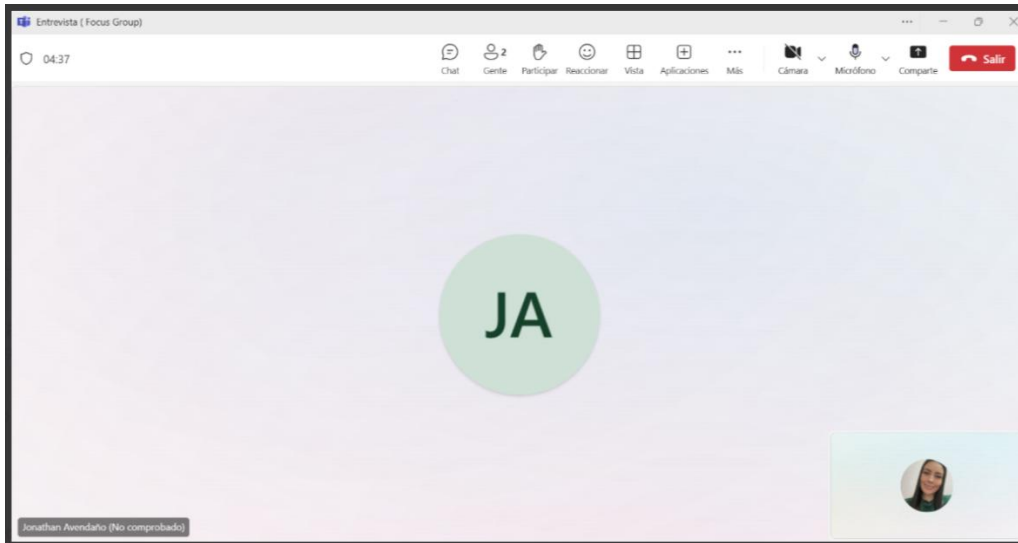 Entrevista ( Focus Group)
04:37
Chat
2
Gente
Participar
Reaccionar
Vista
Aplicaciones
Más
Cámara
Micrófono
Comparte
Salir
JA
Jonathan Avendaño (No comprobado)